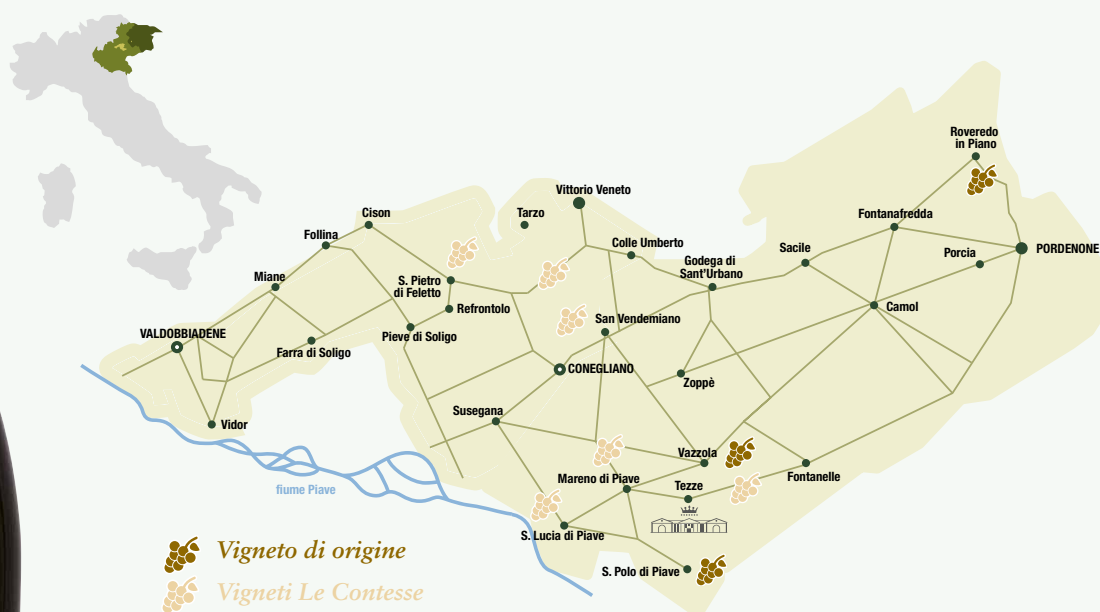 Roveredo
in Piano
Vittorio Veneto
Cison
Tarzo
Fontanafredda
Follina
Colle Umberto
Sacile
PORDENONE
Porcia
Godega di
Sant'Urbano
Miane
S. Pietro
di Feletto
Refrontolo
Camol
San Vendemiano
VALDOBBIADENE
Pieve di Soligo
Farra di Soligo
CONEGLIANO
Zoppè
Susegana
Vidor
Vazzola
Mareno di Piave
Tezze
Fontanelle
fiume Piave
S. Lucia di Piave
S. Polo di Piave
Vigneto di origine
Vigneti Le Contesse